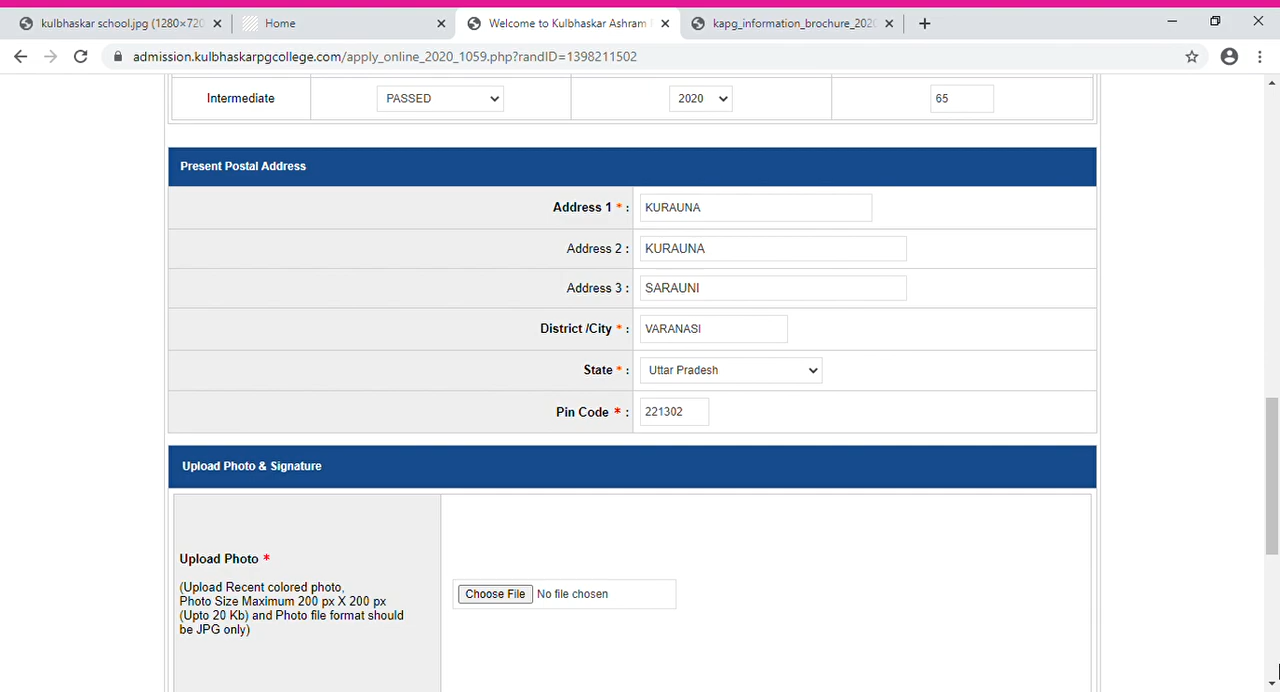 kulbhaskar school.jpg (1280×720
Home
Welcome to Kulbhaskar Ashram
kapg_information_brochure_202
admission.kulbhaskarpgcollege.com/apply_online_2020_1059.php?randID=1398211502
Intermediate PASSED 2020 65
Present Postal Address
Address 1 * : KURAUNA
Address 2 : KURAUNA
Address 3 : SARAUNI
District /City * : VARANASI
State * : Uttar Pradesh
Pin Code * : 221302
Upload Photo & Signature
Upload Photo *
(Upload Recent colored photo,
Photo Size Maximum 200 px X 200 px
(Upto 20 Kb) and Photo file format should
be JPG only)
Choose File No file chosen